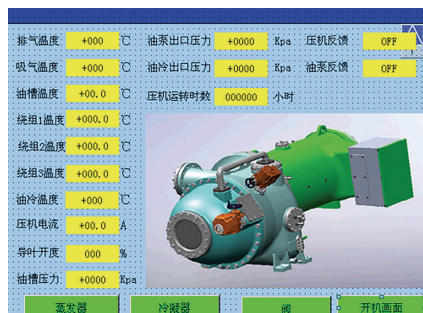 排气温度 +000 ℃ 油泵出口压力 +0000 Kpa 压机反馈 OFF
吸气温度 +000 ℃ 油冷出口压力 +0000 Kpa 油泵反馈 OFF
油槽温度 +00.0 ℃ 压机运转时数 000000 小时
绕组1温度 +000.0 ℃
绕组2温度 +000.0 ℃
绕组3温度 +000.0 ℃
油冷温度 +000 ℃
压机电流 +00.0 A
导叶开度 000 %
油槽压力 +0000 Kpa
蒸发器 冷凝器 阀 开机画面